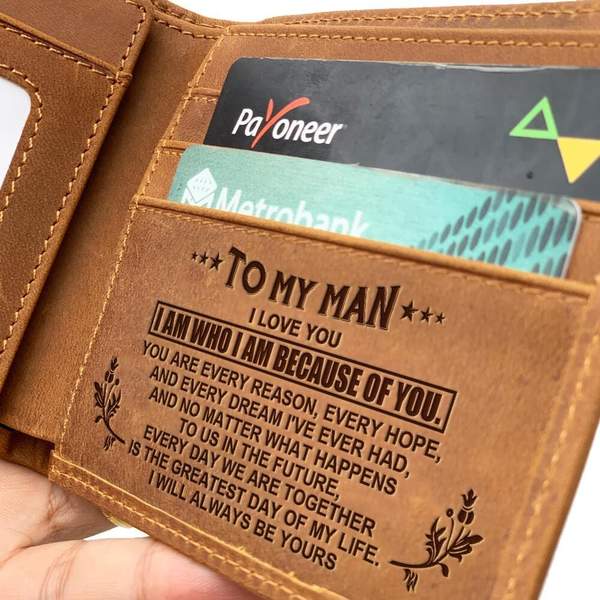 Payoneer
Metrobank
TO MY MAN
I LOVE YOU
I AM WHO I AM BECAUSE OF YOU.
YOU ARE EVERY REASON, EVERY HOPE,
AND EVERY DREAM I'VE EVER HAD,
AND NO MATTER WHAT HAPPENS
TO US IN THE FUTURE,
EVERY DAY WE ARE TOGETHER
IS THE GREATEST DAY OF MY LIFE.
I WILL ALWAYS BE YOURS